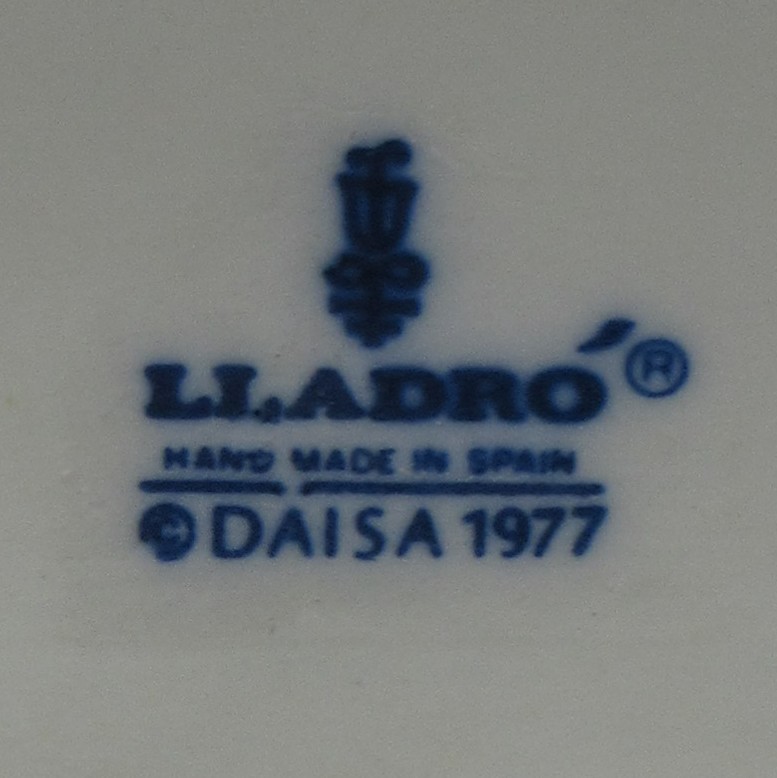 LLADRÓ ®
HAND MADE IN SPAIN
© DAISA 1977